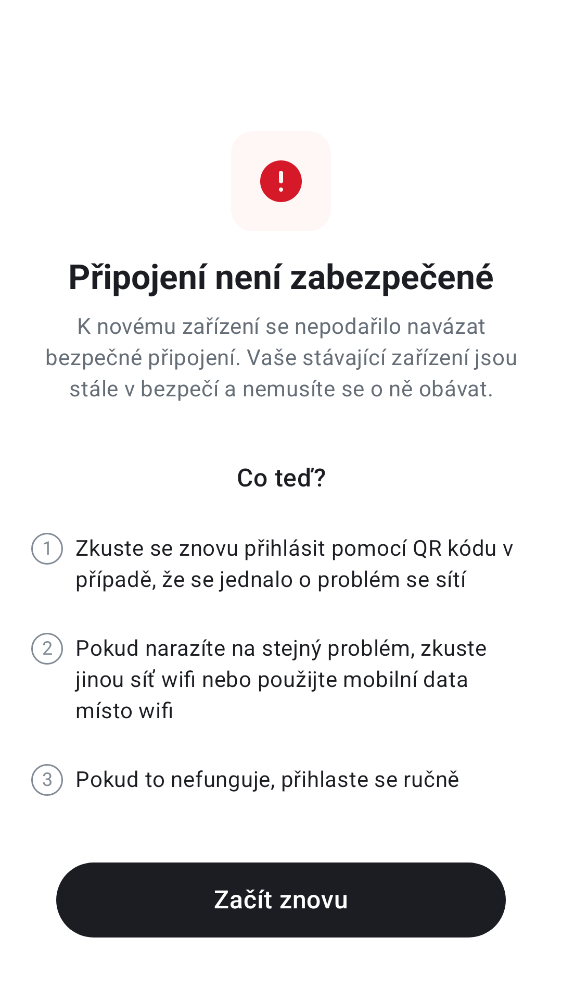 Připojení není zabezpečené
K novému zařízení se nepodařilo navázat
bezpečné připojení. Vaše stávající zařízení jsou
stále v bezpečí a nemusíte se o ně obávat.
Co teď?
1 Zkuste se znovu přihlásit pomocí QR kódu v
případě, že se jednalo o problém se sítí
2 Pokud narazíte na stejný problém, zkuste
jinou síť wifi nebo použijte mobilní data
místo wifi
3 Pokud to nefunguje, přihlaste se ručně
Začít znovu